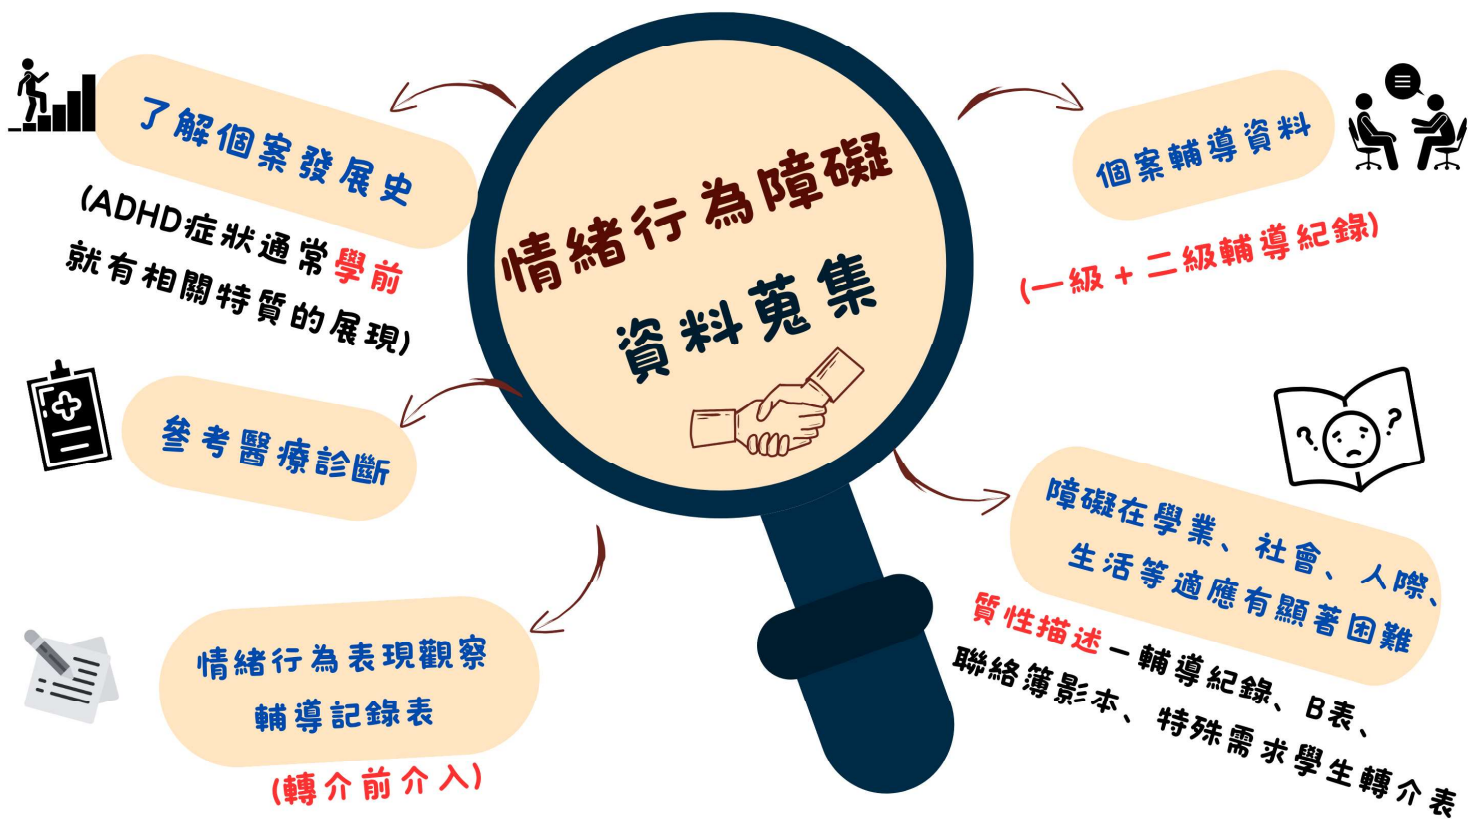 情緒行為障礙
資料蒐集
了解個案發展史
(ADHD症狀通常學前
就有相關特質的展現)
參考醫療診斷
情緒行為表現觀察
輔導記錄表
(轉介前介入)
個案輔導資料
(一級+二級輔導紀錄)
障礙在學業、社會、人際、
生活等適應有顯著困難
質性描述—輔導紀錄、B表、
聯絡簿影本、特殊需求學生轉介表